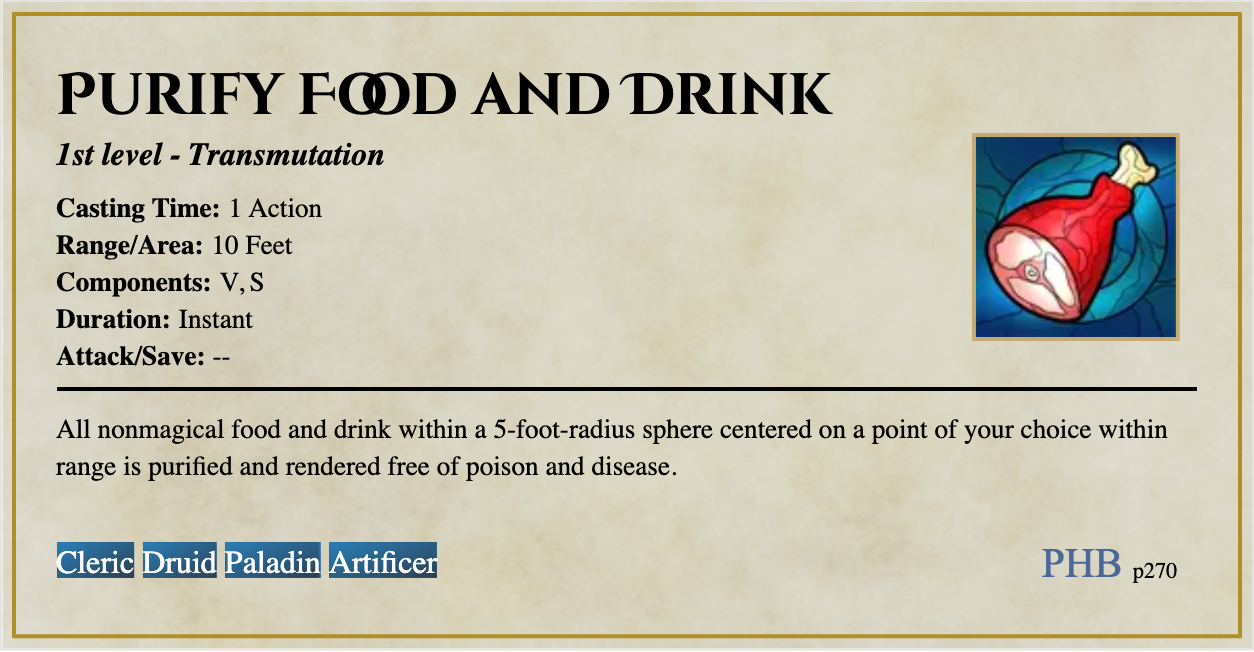 Purify Food and Drink
1st level - Transmutation
Casting Time: 1 Action
Range/Area: 10 Feet
Components: V, S
Duration: Instant
Attack/Save: --
All nonmagical food and drink within a 5-foot-radius sphere centered on a point of your choice within
range is purified and rendered free of poison and disease.
Cleric Druid Paladin Artificer
PHB p270